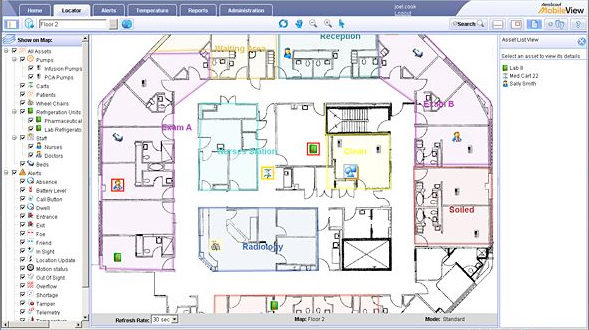 Home Locator Alerts Temperature Reports Administration
joel.cook
Logout
AeroScout
MobileView
Floor 2
Search
Show on Map:
All Assets
Pumps
Infusion Pumps
PCA Pumps
Carts
Patients
Wheel Chairs
Refrigeration Units
Pharmaceutical
Lab Refrigerato
Staff
Nurses
Doctors
Beds
Alerts
Absence
Battery Level
Call Button
Dwell
Entrance
Exit
Foe
Friend
In Sight
Location Update
Motion status
Out Of Sight
Overflow
Shortage
Tamper
Telemetry
Waiting Area
Reception
Exam A
Exam B
Nurses Station
Clean
Soiled
Radiology
Asset List View
Select an asset to view its details
Lab 8
Med Cart 22
Sally Smith
Refresh Rate: 30 sec
Map: Floor 2
Mode: Standard